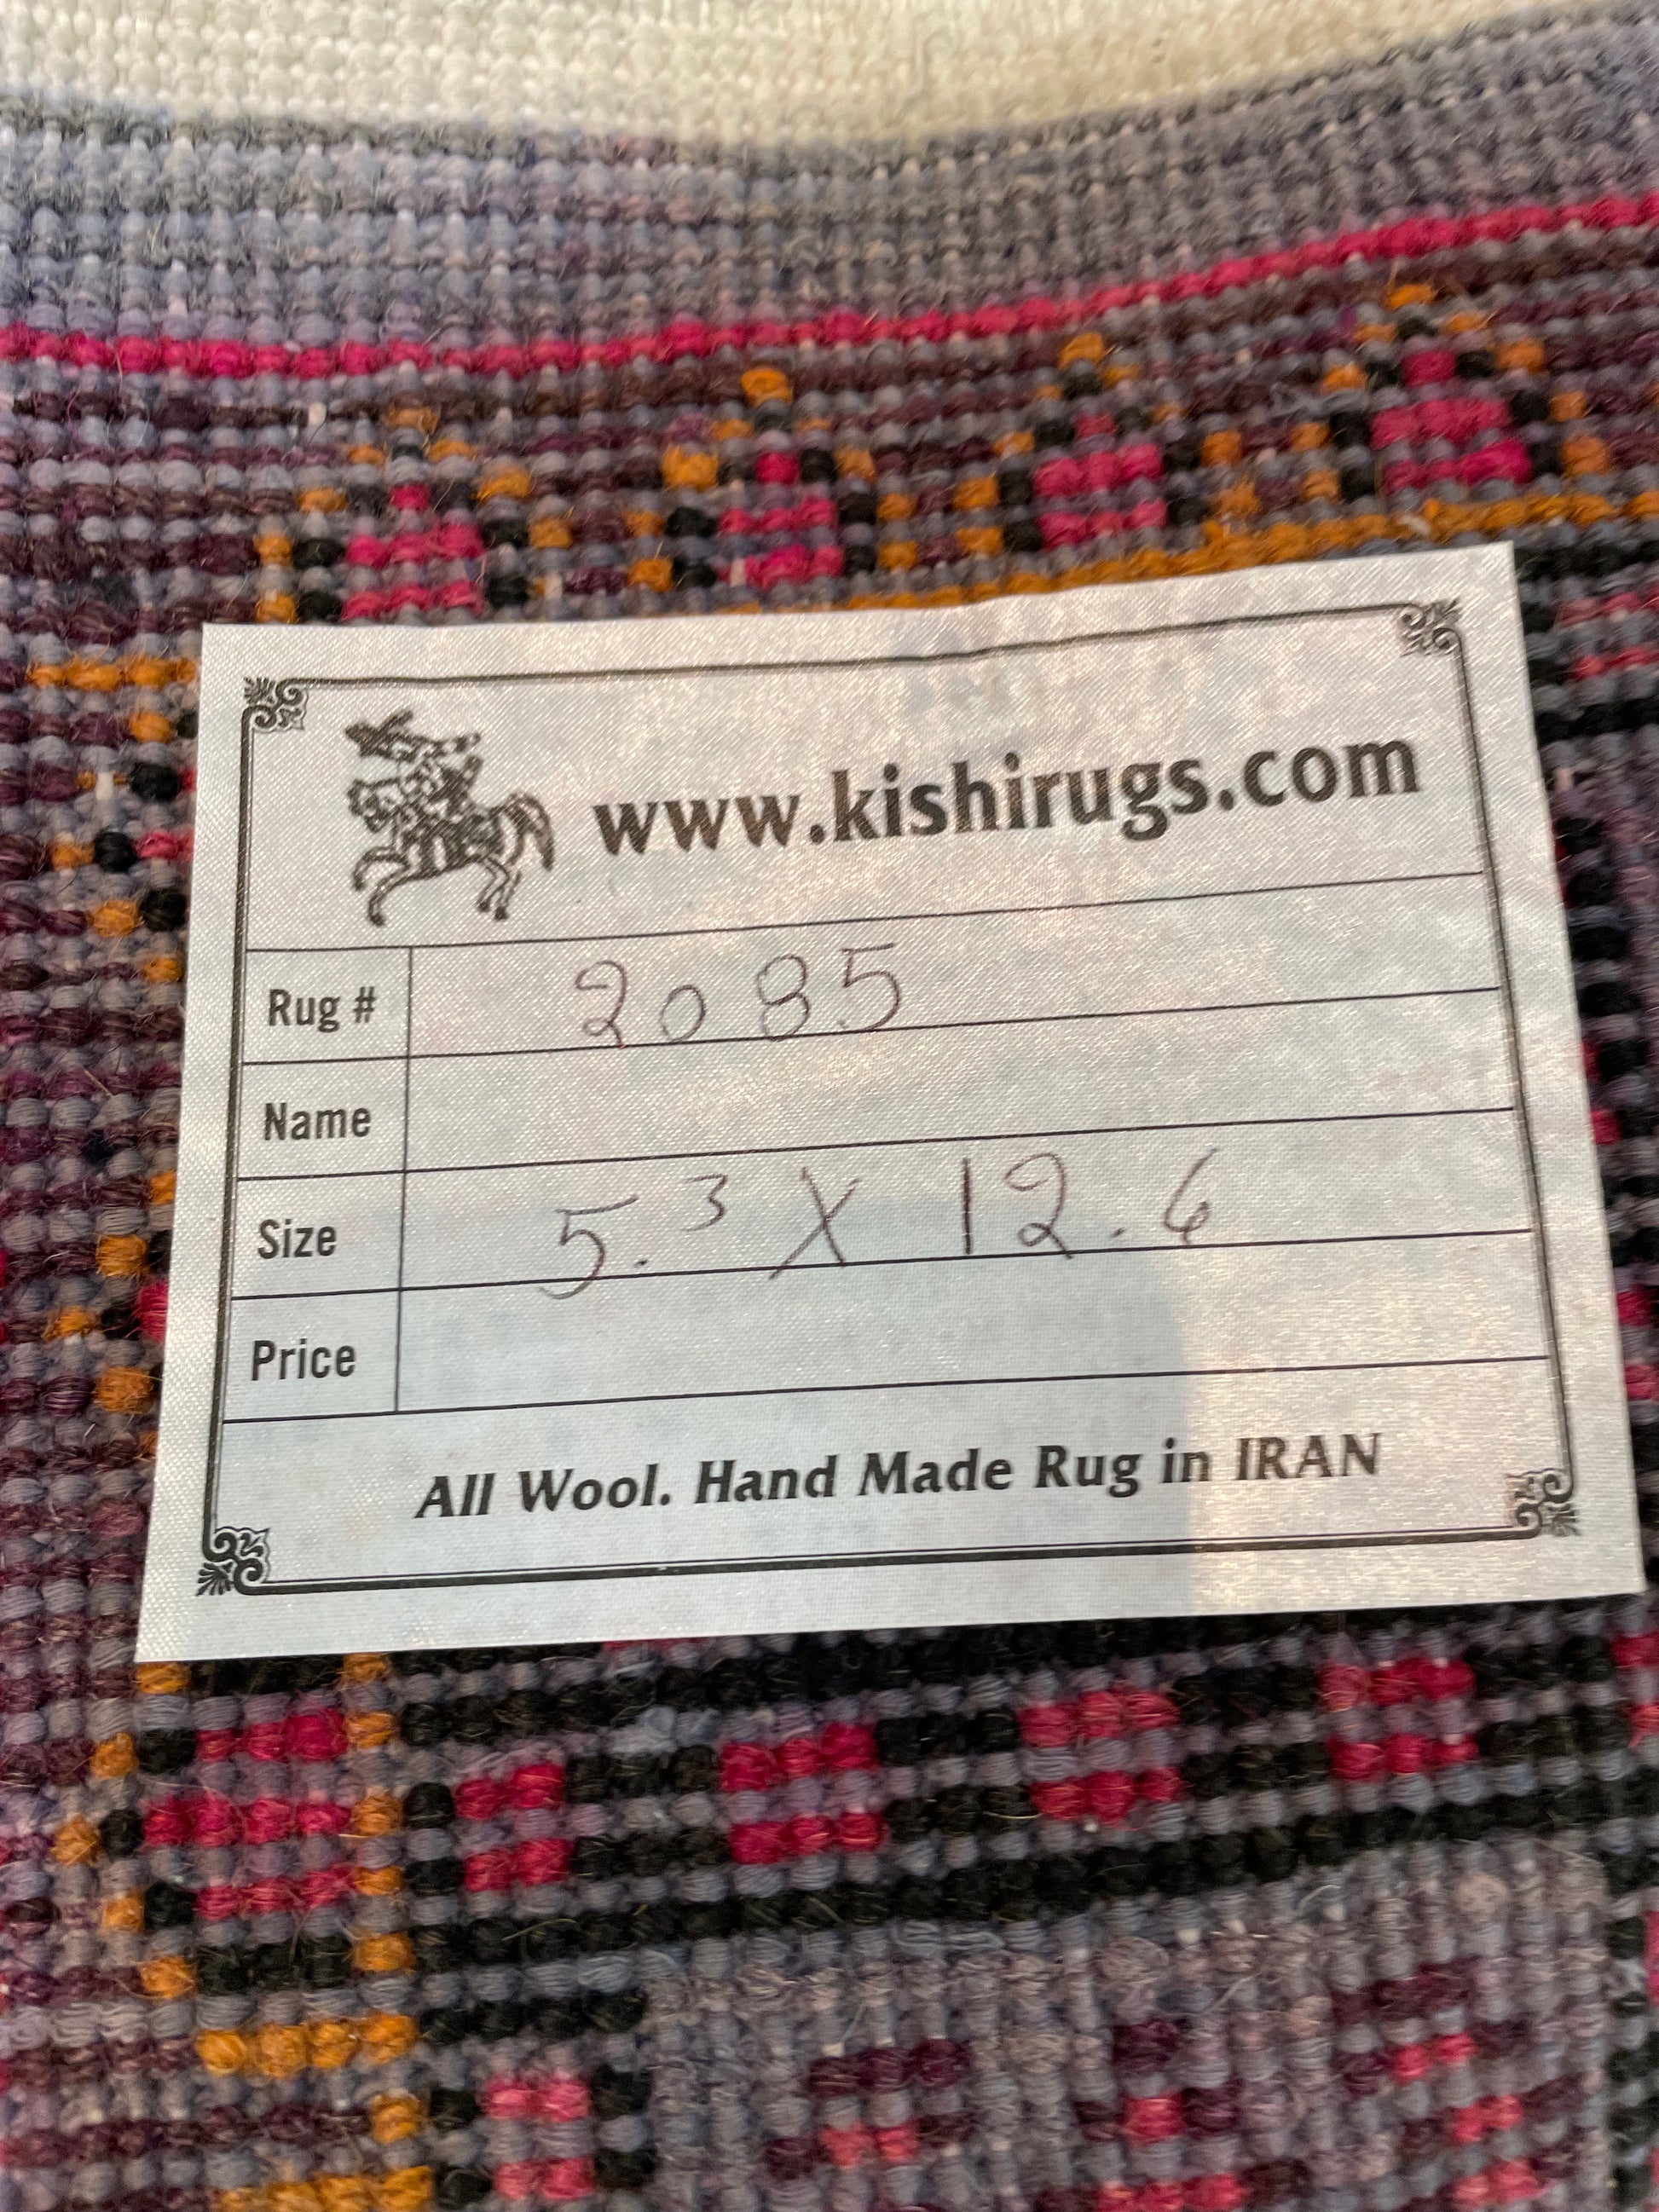 www.kishirugs.com
Rug # 2085
Name
Size 5.3 X 12.6
Price
All Wool. Hand Made Rug in IRAN